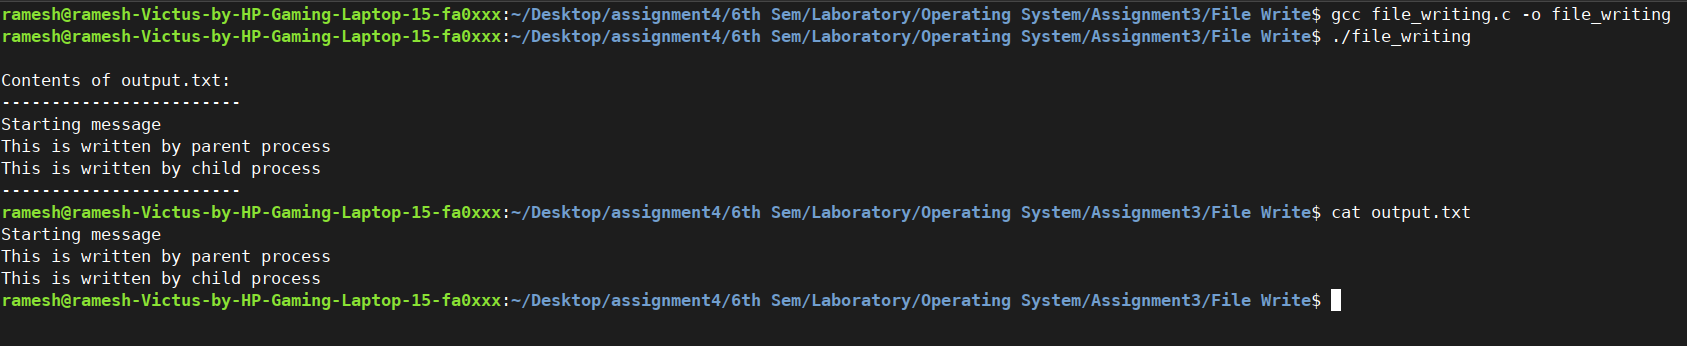 ramesh@ramesh-Victus-by-HP-Gaming-Laptop-15-fa0xxx:~/Desktop/assignment4/6th Sem/Laboratory/Operating System/Assignment3/File Write$ gcc file_writing.c -o file_writing
ramesh@ramesh-Victus-by-HP-Gaming-Laptop-15-fa0xxx:~/Desktop/assignment4/6th Sem/Laboratory/Operating System/Assignment3/File Write$ ./file_writing
Contents of output.txt:
------------------------
Starting message
This is written by parent process
This is written by child process
------------------------
ramesh@ramesh-Victus-by-HP-Gaming-Laptop-15-fa0xxx:~/Desktop/assignment4/6th Sem/Laboratory/Operating System/Assignment3/File Write$ cat output.txt
Starting message
This is written by parent process
This is written by child process
ramesh@ramesh-Victus-by-HP-Gaming-Laptop-15-fa0xxx:~/Desktop/assignment4/6th Sem/Laboratory/Operating System/Assignment3/File Write$